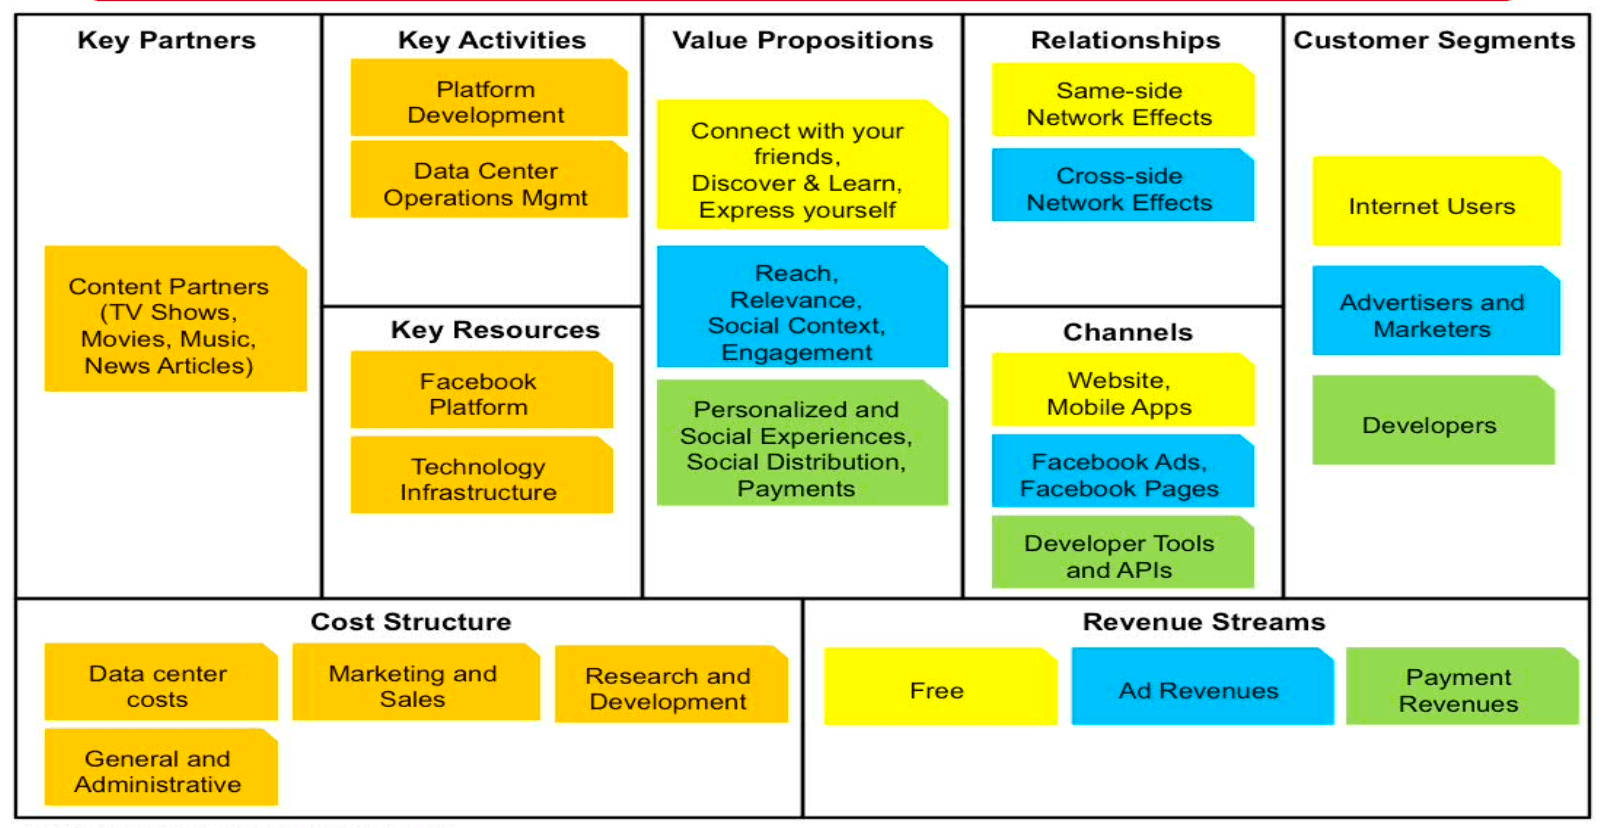 Key Partners
Content Partners
(TV Shows,
Movies, Music,
News Articles)
Key Activities
Platform
Development
Data Center
Operations Mgmt
Key Resources
Facebook
Platform
Technology
Infrastructure
Value Propositions
Connect with your
friends,
Discover & Learn,
Express yourself
Reach,
Relevance,
Social Context,
Engagement
Personalized and
Social Experiences,
Social Distribution,
Payments
Relationships
Same-side
Network Effects
Cross-side
Network Effects
Channels
Website,
Mobile Apps
Facebook Ads,
Facebook Pages
Developer Tools
and APIs
Customer Segments
Internet Users
Advertisers and
Marketers
Developers
Cost Structure
Data center
costs
Marketing and
Sales
Research and
Development
General and
Administrative
Revenue Streams
Free
Ad Revenues
Payment
Revenues